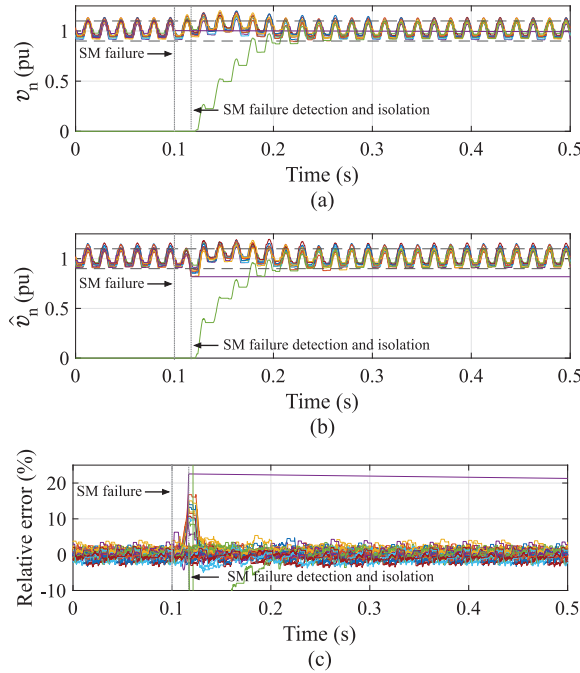 1
SM failure
0.5
SM failure detection and isolation
0
0 0.1 0.2 0.3 0.4 0.5
vn (pu)
Time (s)
(a)
1
SM failure
0.5
SM failure detection and isolation
0
0 0.1 0.2 0.3 0.4 0.5
v̂n (pu)
Time (s)
(b)
20
SM failure
10
0
SM failure detection and isolation
-10
0 0.1 0.2 0.3 0.4 0.5
Relative error (%)
Time (s)
(c)